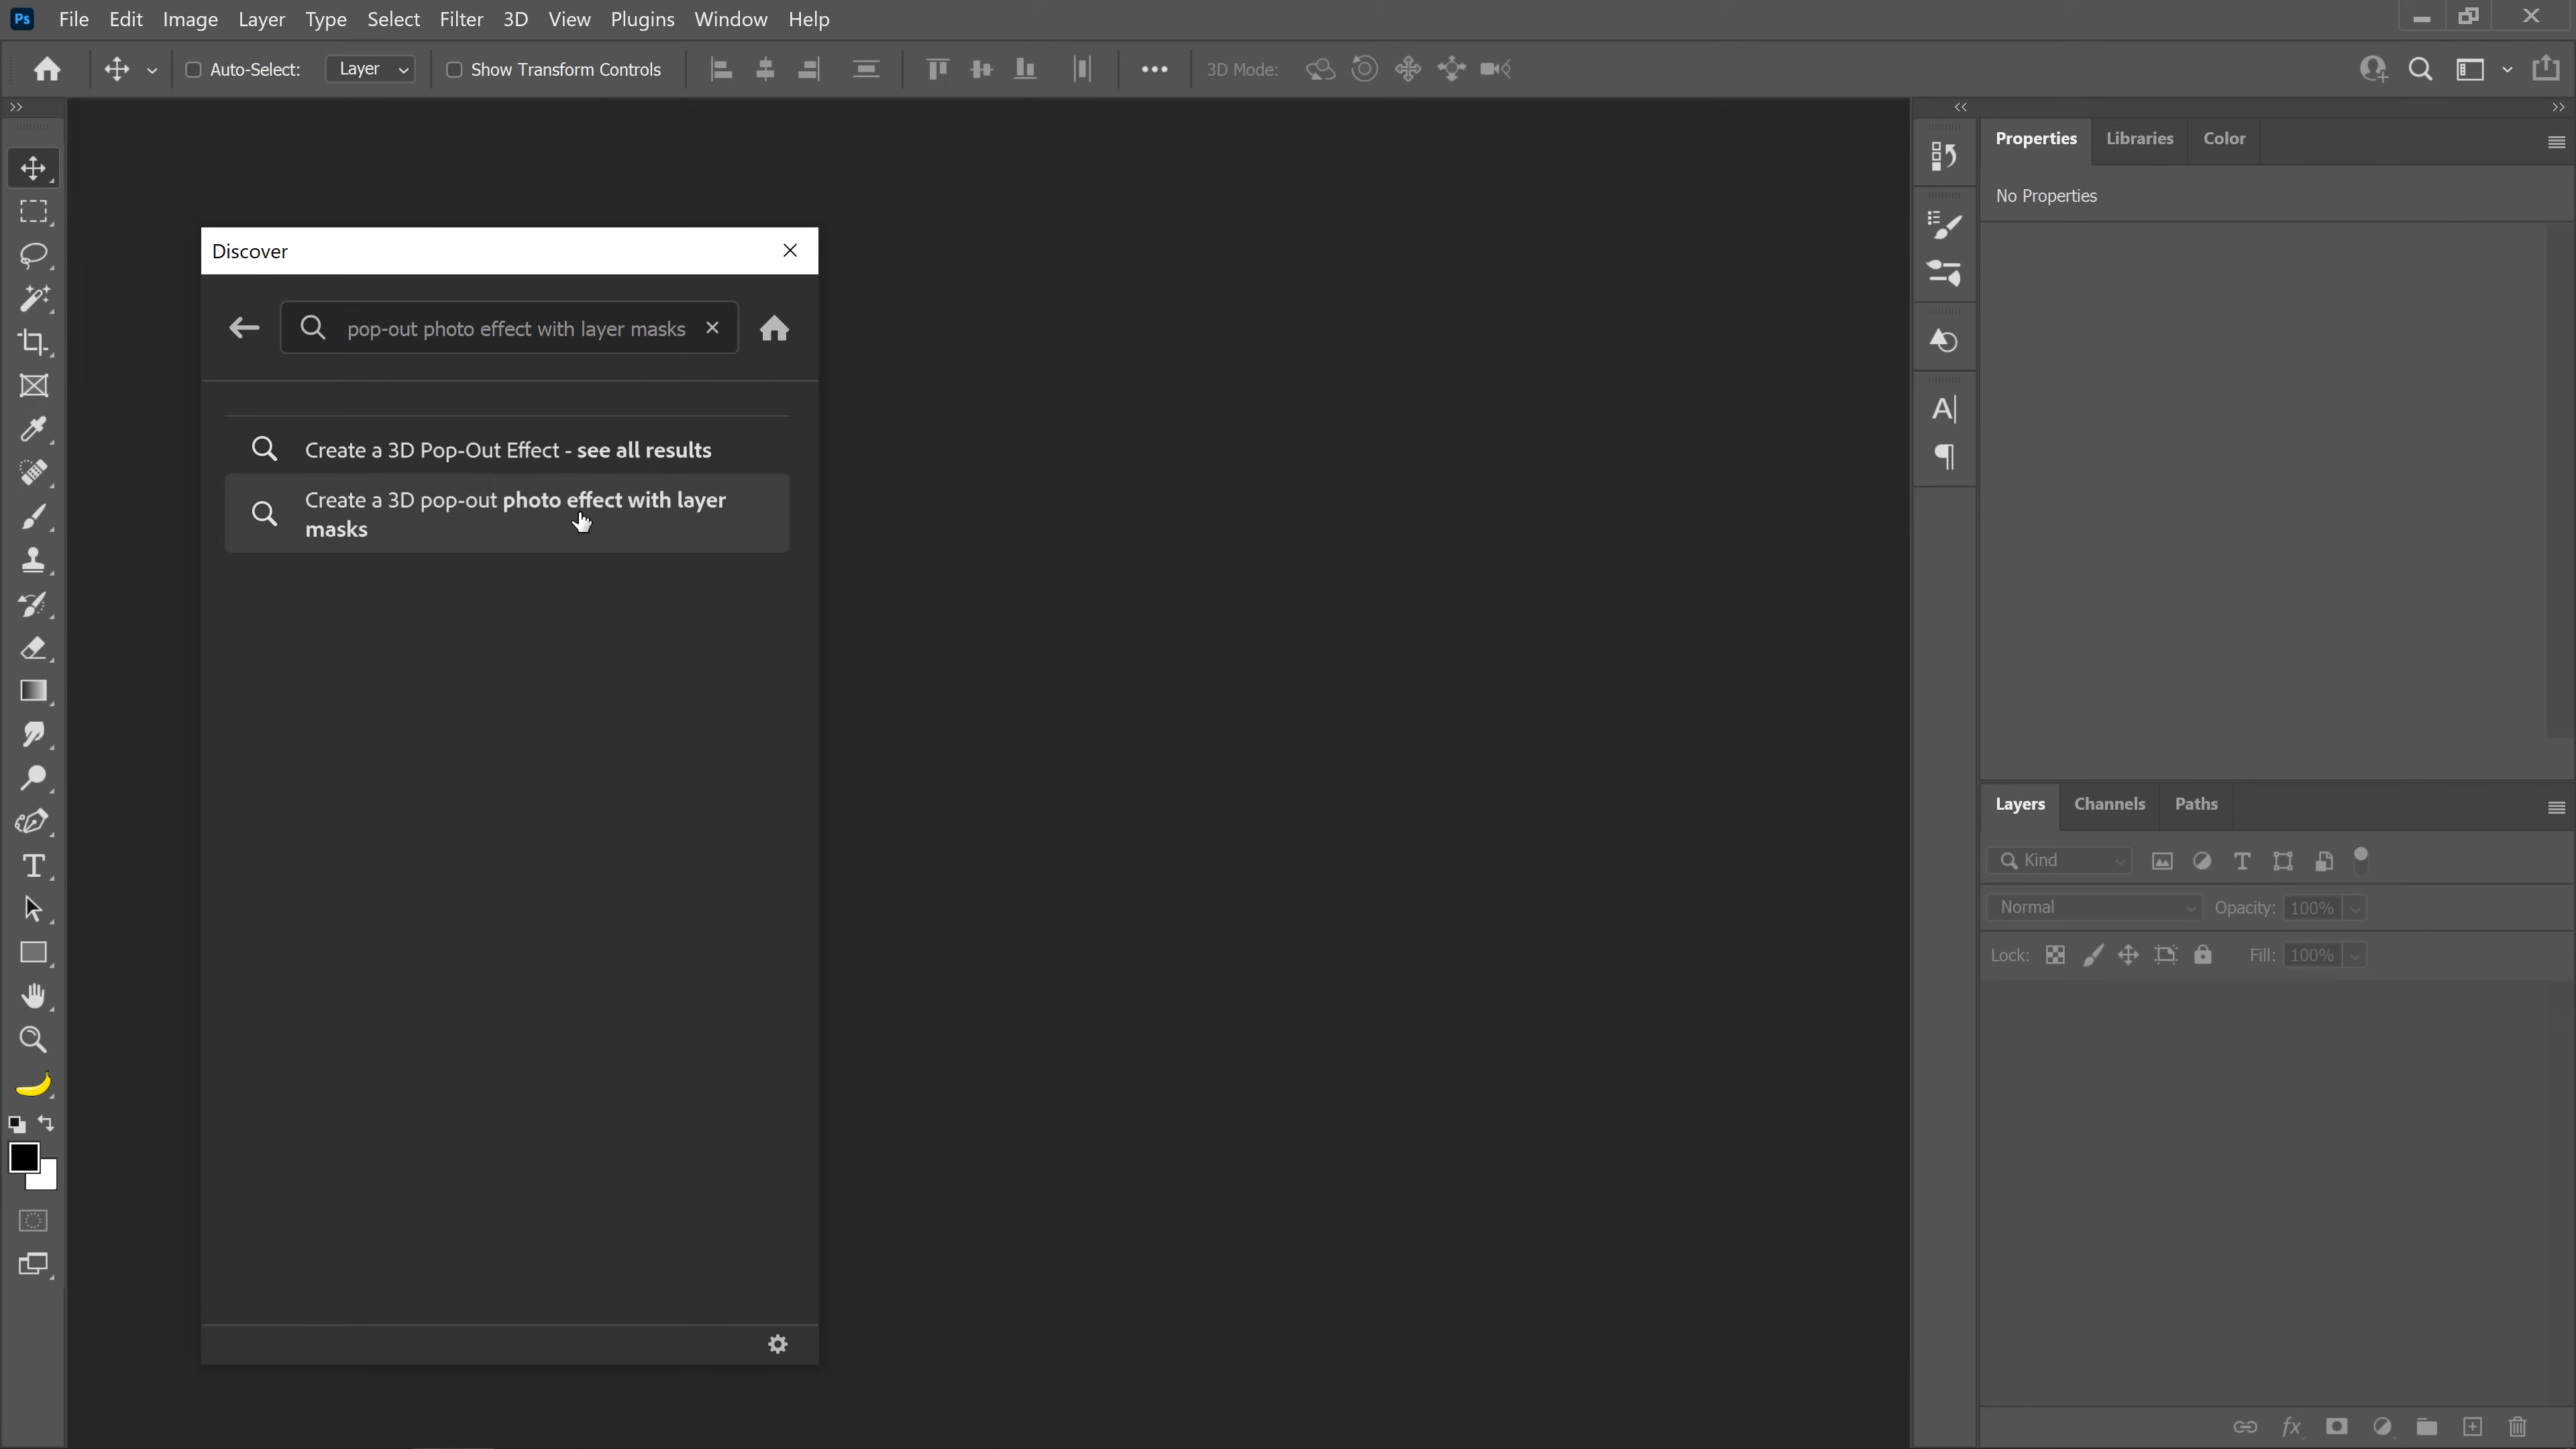 Ps File Edit Image Layer Type Select Filter 3D View Plugins Window Help
Auto-Select: Layer Show Transform Controls 3D Mode:
Properties Libraries Color
No Properties
Discover
pop-out photo effect with layer masks
Create a 3D Pop-Out Effect - see all results
Create a 3D pop-out photo effect with layer
masks
Layers Channels Paths
Kind
Normal Opacity: 100%
Lock: Fill: 100%
fx